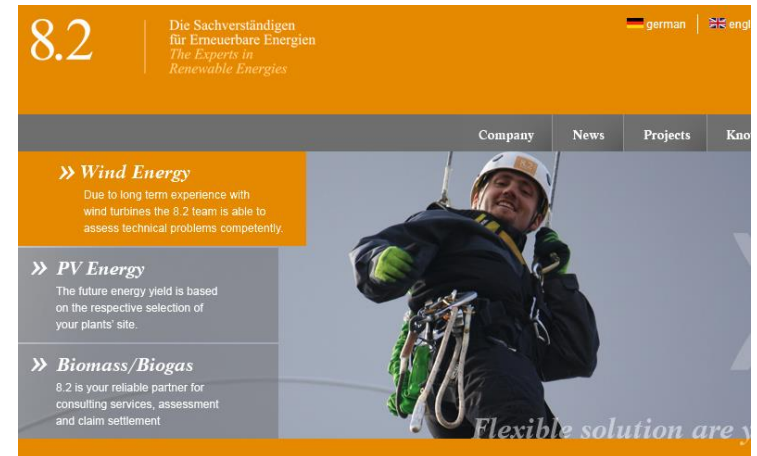 8.2
Die Sachverständigen
für Erneuerbare Energien
The Experts in
Renewable Energies
german
Company
News
Projects
» Wind Energy
Due to long term experience with
wind turbines the 8.2 team is able to
assess technical problems competently.
» PV Energy
The future energy yield is based
on the respective selection of
your plants' site.
» Biomass/Biogas
8.2 is your reliable partner for
consulting services, assessment
and claim settlement
Flexible solution are